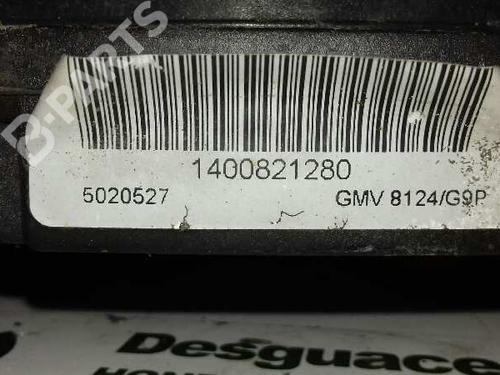 B-PARTS
1400821280
5020527 GMV 8124/G9P
Desguace